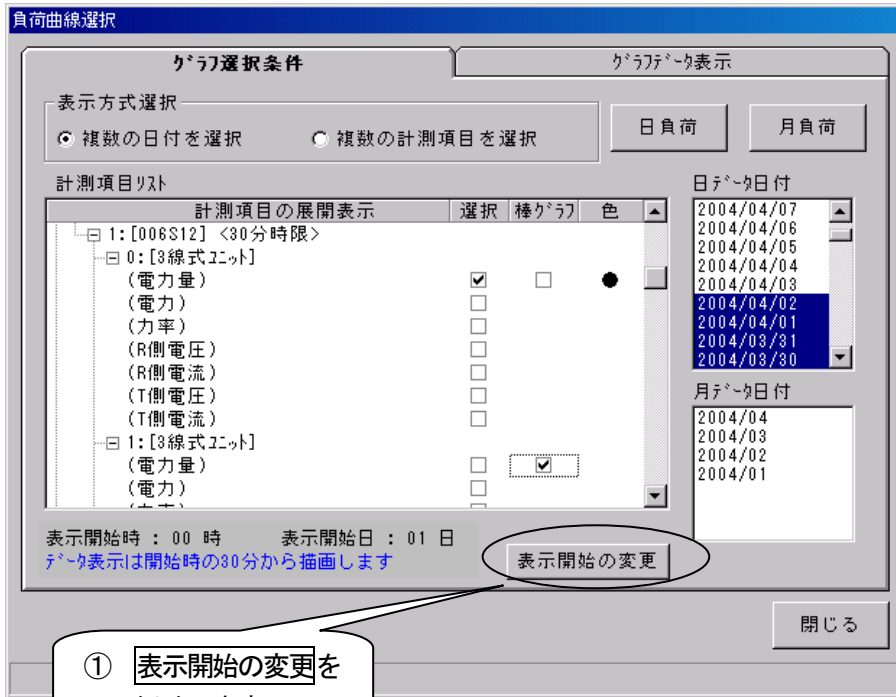 負荷曲線選択
ｸﾞﾗﾌ選択条件
ｸﾞﾗﾌﾃﾞｰﾀ表示
表示方式選択
複数の日付を選択
複数の計測項目を選択
日負荷
月負荷
計測項目ﾘｽﾄ
計測項目の展開表示 選択 棒ｸﾞﾗﾌ 色
1:[006S12] <30分時限>
0:[3線式ﾕﾆｯﾄ]
(電力量)
(電力)
(力率)
(R側電圧)
(R側電流)
(T側電圧)
(T側電流)
1:[3線式ﾕﾆｯﾄ]
(電力量)
(電力)
日ﾃﾞｰﾀ日付
2004/04/07
2004/04/06
2004/04/05
2004/04/04
2004/04/03
2004/04/02
2004/04/01
2004/03/31
2004/03/30
月ﾃﾞｰﾀ日付
2004/04
2004/03
2004/02
2004/01
表示開始時 : 00 時 表示開始日 : 01 日
ﾃﾞｰﾀ表示は開始時の30分から描画します
表示開始の変更
閉じる
① 表示開始の変更を